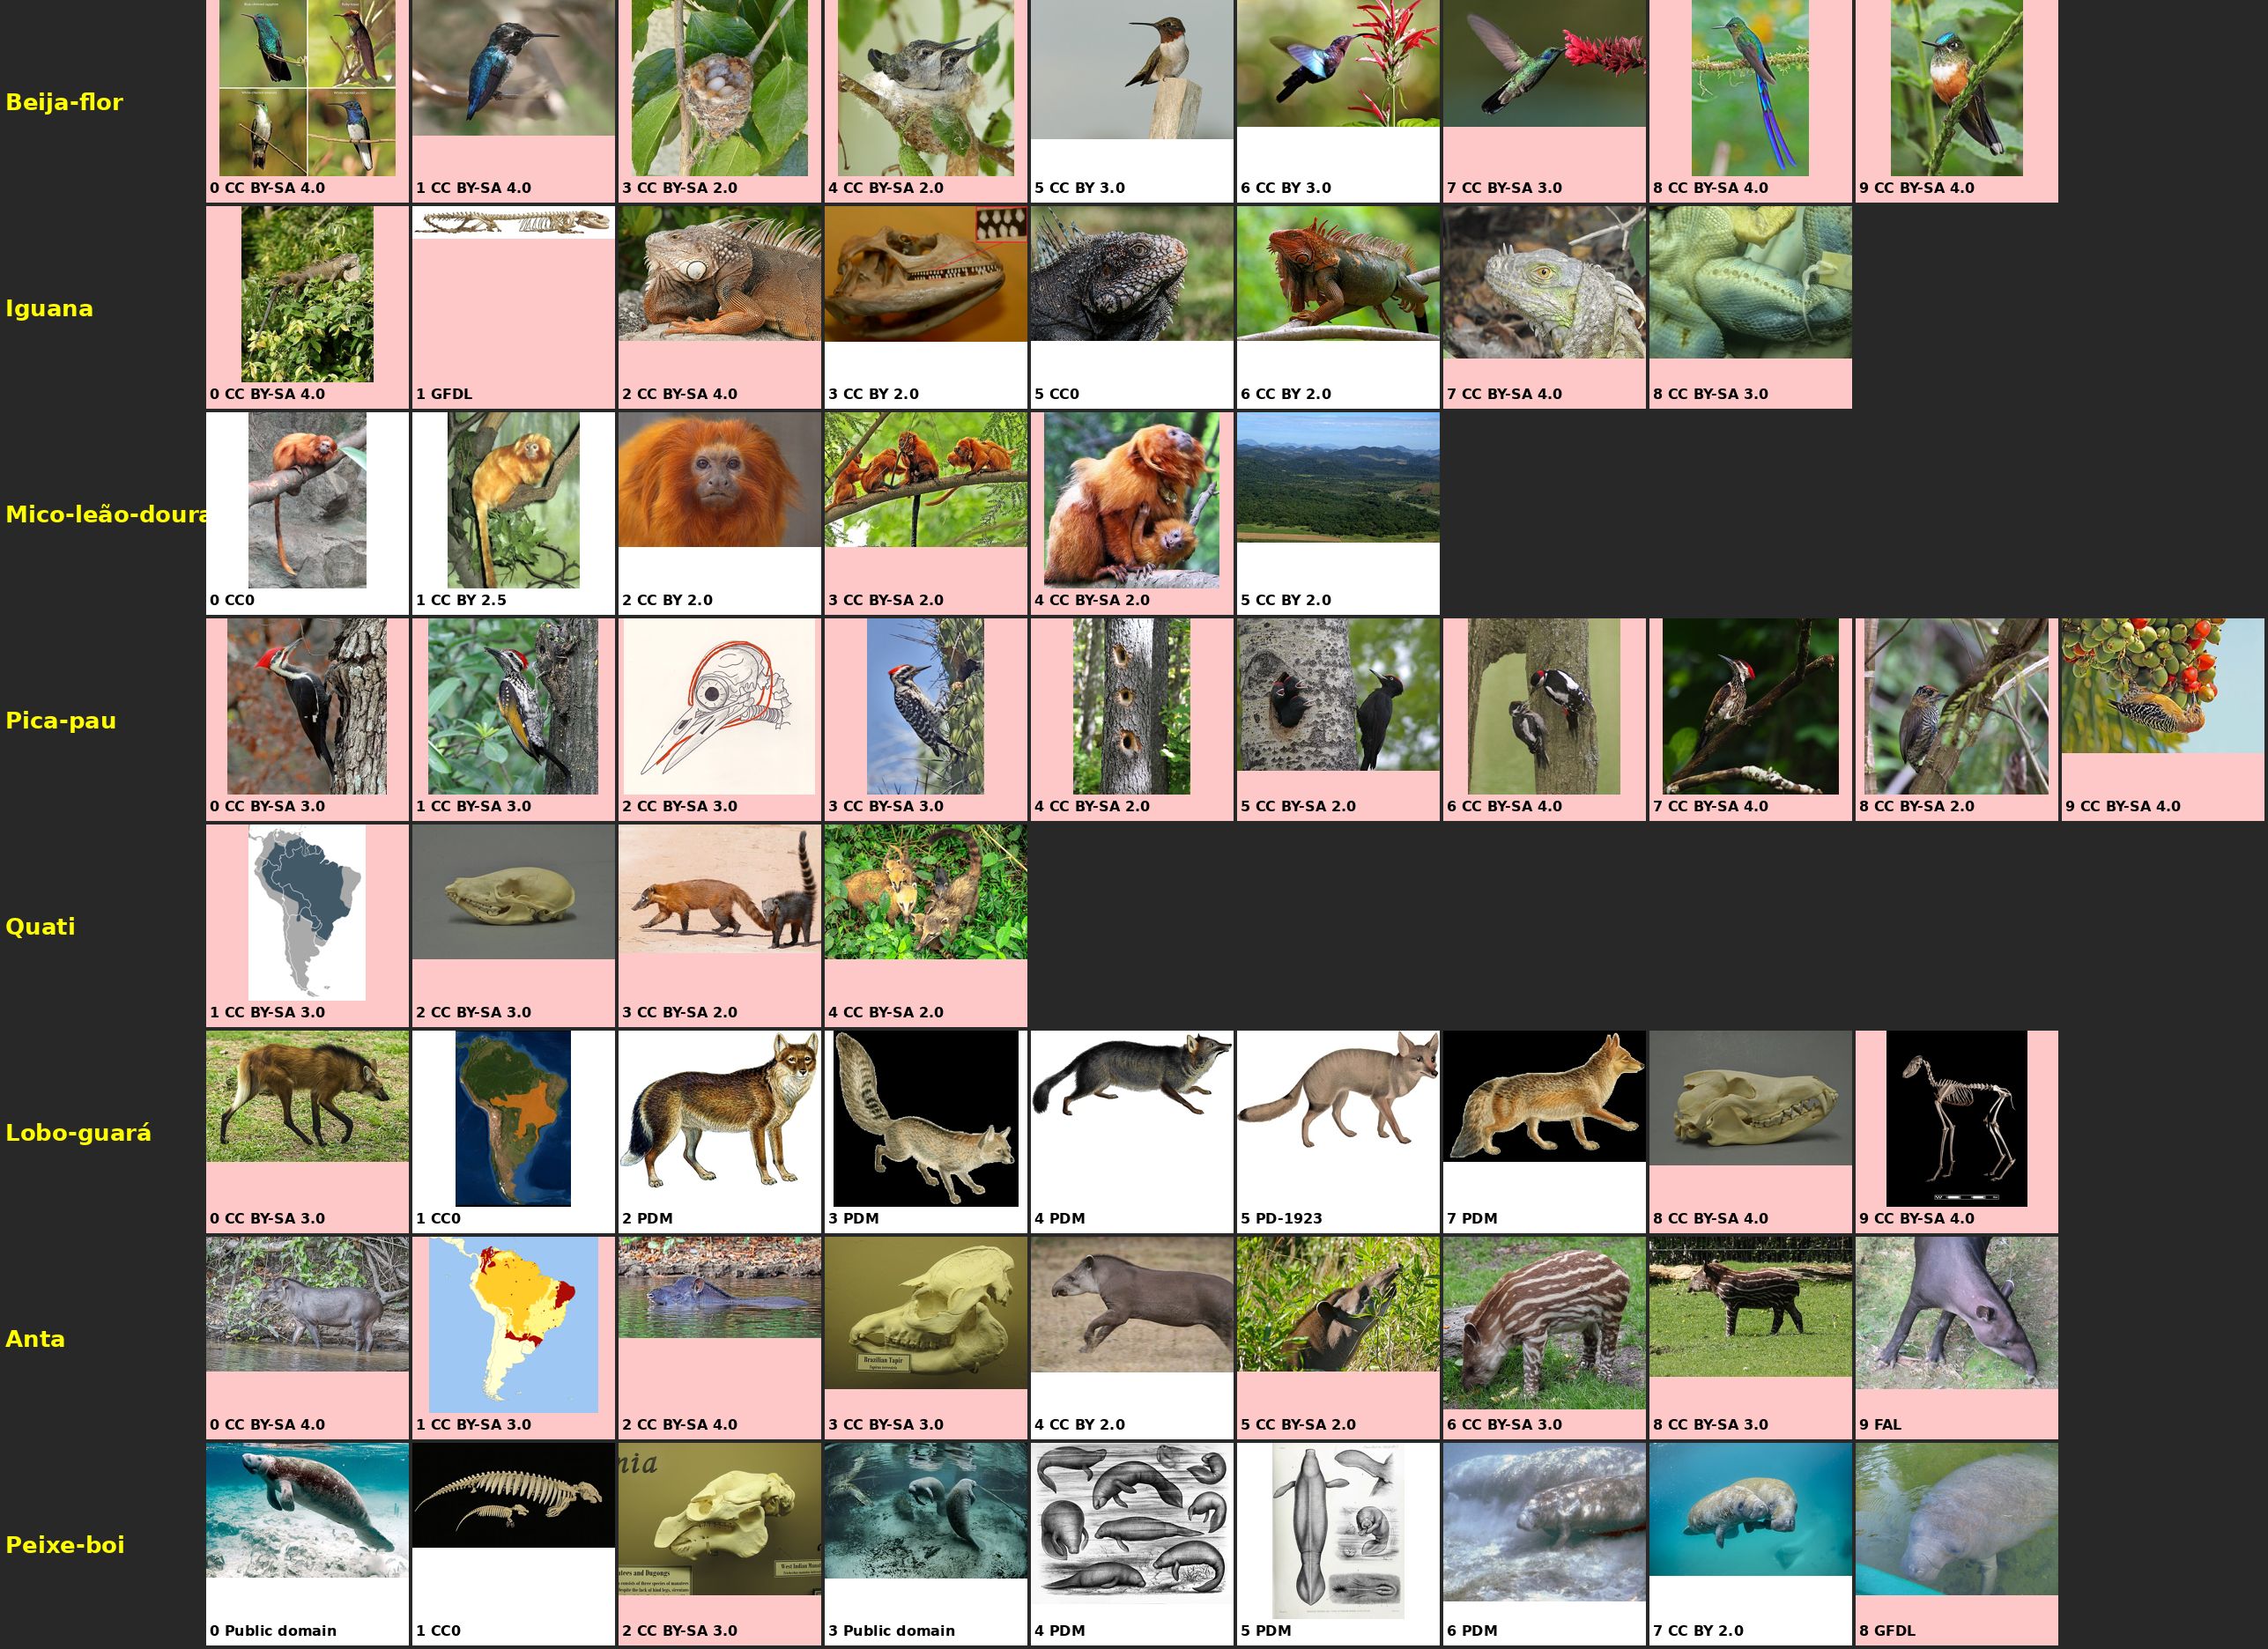 Beija-flor
0 CC BY-SA 4.0
1 CC BY-SA 4.0
3 CC BY-SA 2.0
4 CC BY-SA 2.0
5 CC BY 3.0
6 CC BY 3.0
7 CC BY-SA 3.0
8 CC BY-SA 4.0
9 CC BY-SA 4.0
Iguana
0 CC BY-SA 4.0
1 GFDL
2 CC BY-SA 4.0
3 CC BY 2.0
5 CC0
6 CC BY 2.0
7 CC BY-SA 4.0
8 CC BY-SA 3.0
Mico-leão-doura
0 CC0
1 CC BY 2.5
2 CC BY 2.0
3 CC BY-SA 2.0
4 CC BY-SA 2.0
5 CC BY 2.0
Pica-pau
0 CC BY-SA 3.0
1 CC BY-SA 3.0
2 CC BY-SA 3.0
3 CC BY-SA 3.0
4 CC BY-SA 2.0
5 CC BY-SA 2.0
6 CC BY-SA 4.0
7 CC BY-SA 4.0
8 CC BY-SA 2.0
9 CC BY-SA 4.0
Quati
1 CC BY-SA 3.0
2 CC BY-SA 3.0
3 CC BY-SA 2.0
4 CC BY-SA 2.0
Lobo-guará
0 CC BY-SA 3.0
1 CC0
2 PDM
3 PDM
4 PDM
5 PD-1923
7 PDM
8 CC BY-SA 4.0
9 CC BY-SA 4.0
Anta
Brazilian Tapir
0 CC BY-SA 4.0
1 CC BY-SA 3.0
2 CC BY-SA 4.0
3 CC BY-SA 3.0
4 CC BY 2.0
5 CC BY-SA 2.0
6 CC BY-SA 3.0
8 CC BY-SA 3.0
9 FAL
Peixe-boi
nia
West Indian
and Dugongs
0 Public domain
1 CC0
2 CC BY-SA 3.0
3 Public domain
4 PDM
5 PDM
6 PDM
7 CC BY 2.0
8 GFDL